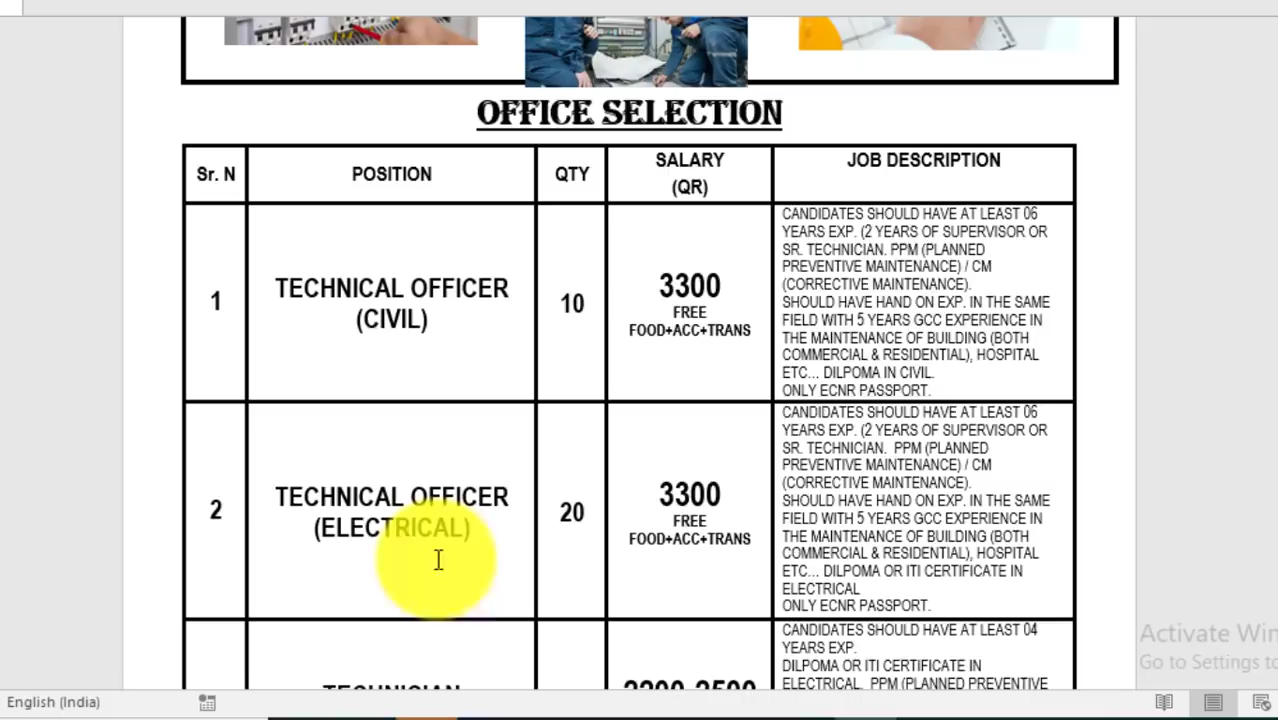 OFFICE SELECTION
Sr. N
POSITION
QTY
SALARY
(QR)
JOB DESCRIPTION
1
TECHNICAL OFFICER
(CIVIL)
10
3300
FREE
FOOD+ACC+TRANS
CANDIDATES SHOULD HAVE AT LEAST 06
YEARS EXP. (2 YEARS OF SUPERVISOR OR
SR. TECHNICIAN. PPM (PLANNED
PREVENTIVE MAINTENANCE) / CM
(CORRECTIVE MAINTENANCE).
SHOULD HAVE HAND ON EXP. IN THE SAME
FIELD WITH 5 YEARS GCC EXPERIENCE IN
THE MAINTENANCE OF BUILDING (BOTH
COMMERCIAL & RESIDENTIAL), HOSPITAL
ETC... DILPOMA IN CIVIL.
ONLY ECNR PASSPORT.
2
TECHNICAL OFFICER
(ELECTRICAL)
20
3300
FREE
FOOD+ACC+TRANS
CANDIDATES SHOULD HAVE AT LEAST 06
YEARS EXP. (2 YEARS OF SUPERVISOR OR
SR. TECHNICIAN. PPM (PLANNED
PREVENTIVE MAINTENANCE) / CM
(CORRECTIVE MAINTENANCE).
SHOULD HAVE HAND ON EXP. IN THE SAME
FIELD WITH 5 YEARS GCC EXPERIENCE IN
THE MAINTENANCE OF BUILDING (BOTH
COMMERCIAL & RESIDENTIAL), HOSPITAL
ETC... DILPOMA OR ITI CERTIFICATE IN
ELECTRICAL
ONLY ECNR PASSPORT.
TECHNICIAN
CANDIDATES SHOULD HAVE AT LEAST 04
YEARS EXP.
DILPOMA OR ITI CERTIFICATE IN
ELECTRICAL. PPM (PLANNED PREVENTIVE
Activate Win
Go to Settings to
English (India)